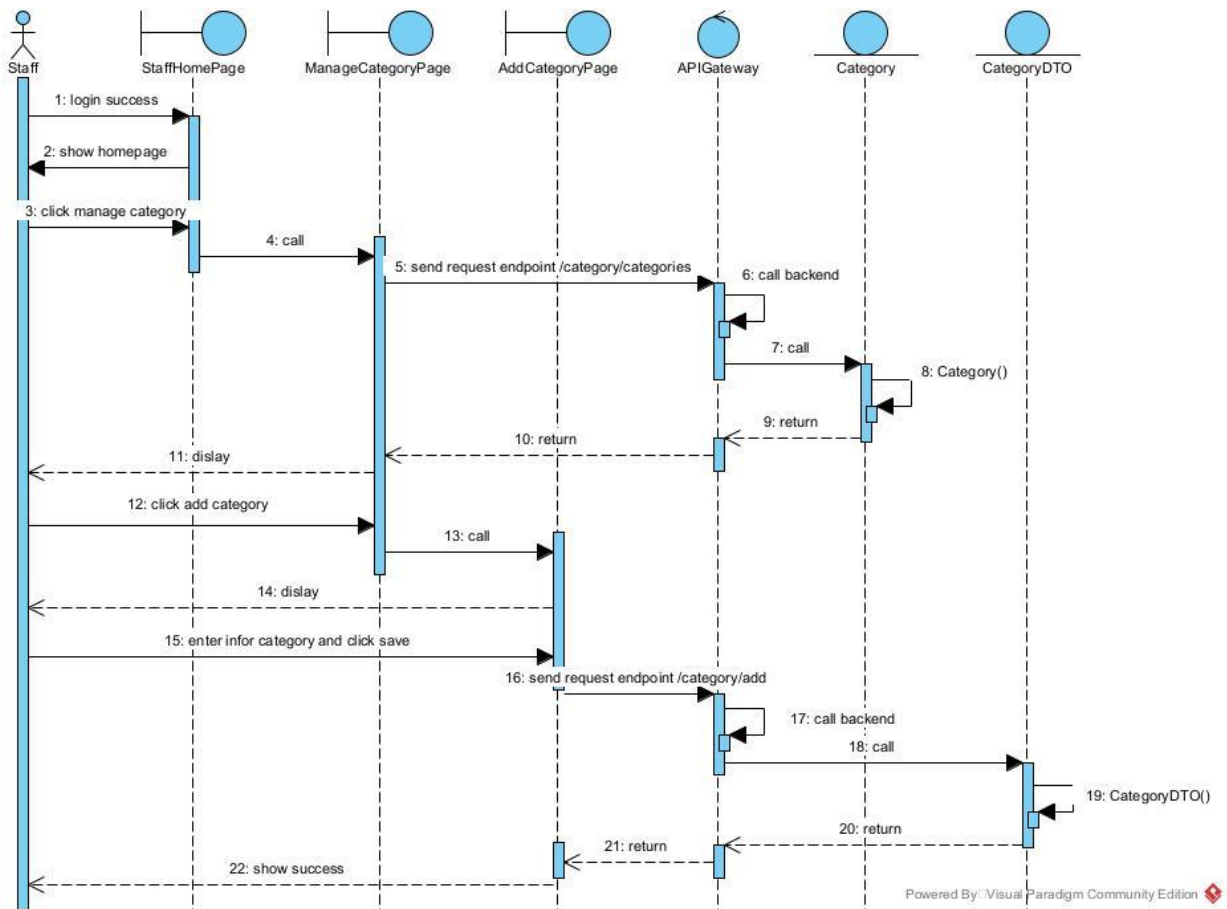 Staff
StaffHomePage
ManageCategoryPage
AddCategoryPage
APIGateway
Category
CategoryDTO
1: login success
2: show homepage
3: click manage category
4: call
5: send request endpoint /category/categories
6: call backend
7: call
8: Category()
9: return
10: return
11: dislay
12: click add category
13: call
14: dislay
15: enter infor category and click save
16: send request endpoint /category/add
17: call backend
18: call
19: CategoryDTO()
20: return
21: return
22: show success
Powered By Visual Paradigm Community Edition